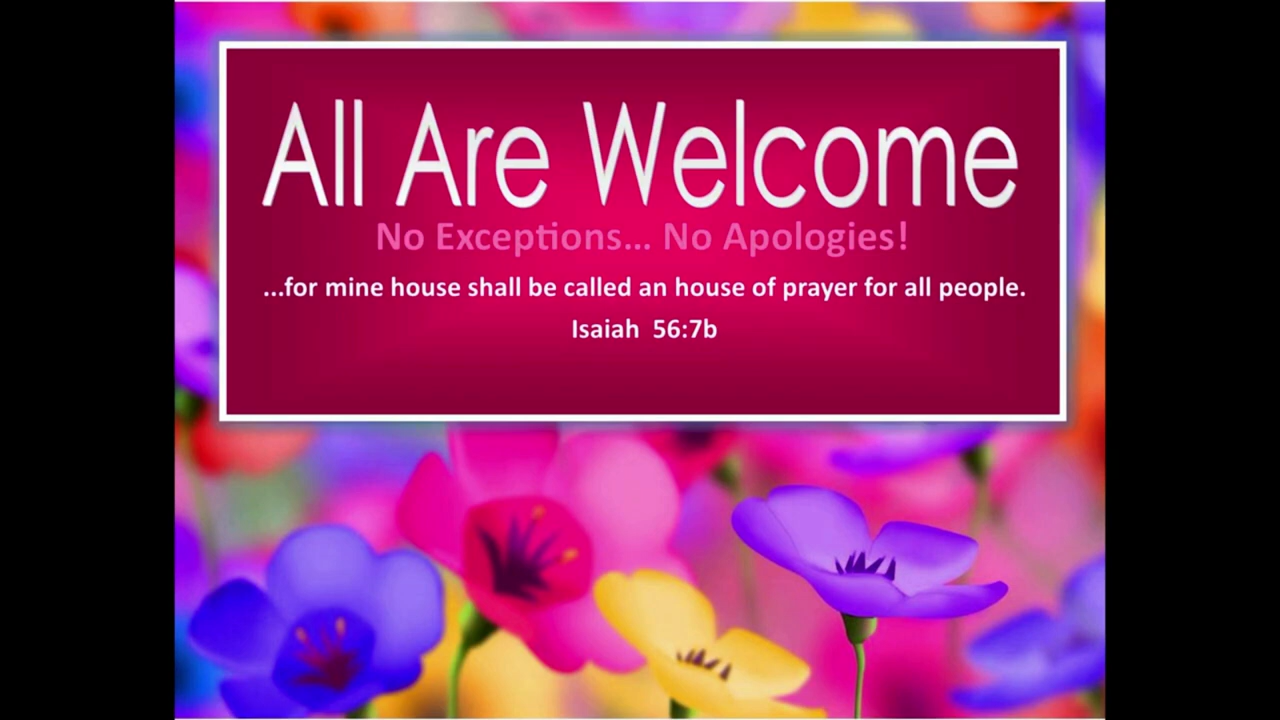 All Are Welcome
No Exceptions... No Apologies!
...for mine house shall be called an house of prayer for all people.
Isaiah  56:7b